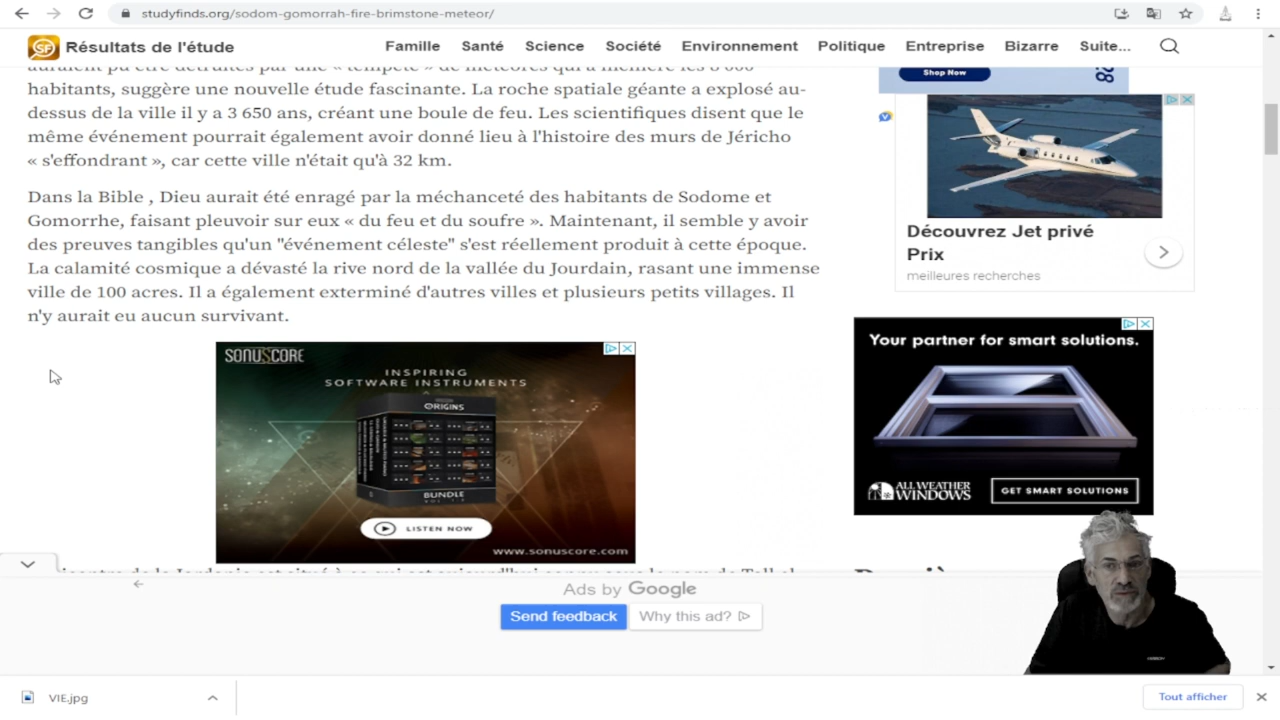 studyfinds.org/sodom-gomorrah-fire-brimstone-meteor/
SF Résultats de l'étude
Famille Santé Science Société Environnement Politique Entreprise Bizarre Suite...
habitants, suggère une nouvelle étude fascinante. La roche spatiale géante a explosé au-
dessus de la ville il y a 3 650 ans, créant une boule de feu. Les scientifiques disent que le
même événement pourrait également avoir donné lieu à l'histoire des murs de Jéricho
« s'effondrant », car cette ville n'était qu'à 32 km.
Dans la Bible , Dieu aurait été enragé par la méchanceté des habitants de Sodome et
Gomorrhe, faisant pleuvoir sur eux « du feu et du soufre ». Maintenant, il semble y avoir
des preuves tangibles qu'un "événement céleste" s'est réellement produit à cette époque.
La calamité cosmique a dévasté la rive nord de la vallée du Jourdain, rasant une immense
ville de 100 acres. Il a également exterminé d'autres villes et plusieurs petits villages. Il
n'y aurait eu aucun survivant.
Shop Now
Découvrez Jet privé
Prix
meilleures recherches
SONUSCORE
INSPIRING
SOFTWARE INSTRUMENTS
ORIGINS
BUNDLE
LISTEN NOW
www.sonuscore.com
Your partner for smart solutions.
ALL WEATHER
WINDOWS
GET SMART SOLUTIONS
Ads by Google
Send feedback
Why this ad?
VIE.jpg
Tout afficher